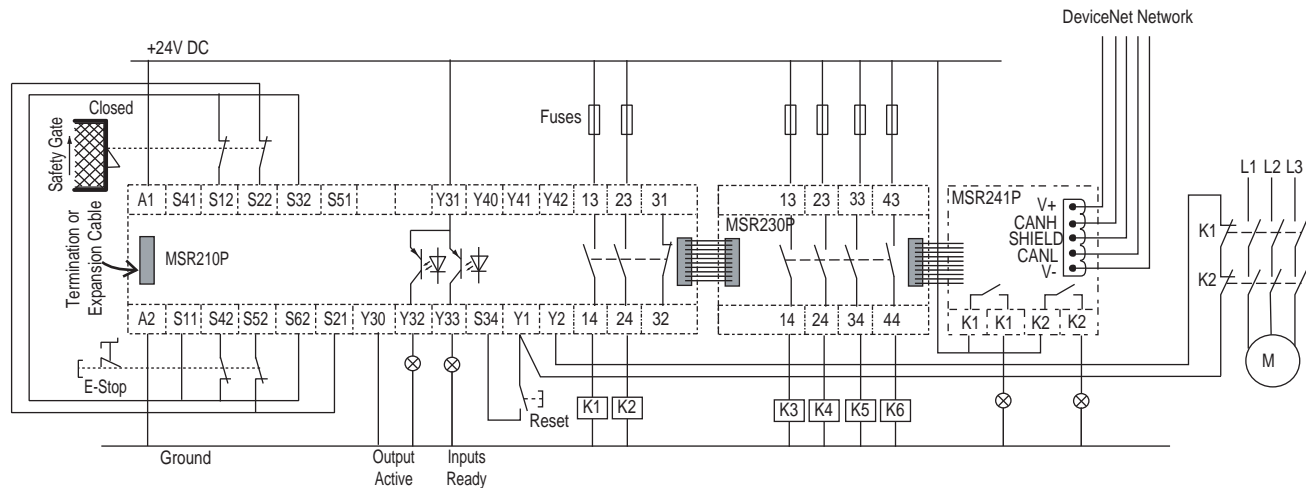 DeviceNet Network
+24V DC
Closed
Safety Gate
Fuses
L1 L2 L3
A1 S41 S12 S22 S32 S51 Y31 Y40 Y41 Y42 13 23 31
13 23 33 43
MSR241P
V+
CANH
SHIELD
CANL
V-
K1
K2
Termination or
Expansion Cable
MSR210P
MSR230P
A2 S11 S42 S52 S62 S21 Y30 Y32 Y33 S34 Y1 Y2 14 24 32
14 24 34 44
K1 K1 K2 K2
M
E-Stop
Reset
K1 K2
K3 K4 K5 K6
Ground
Output
Active
Inputs
Ready